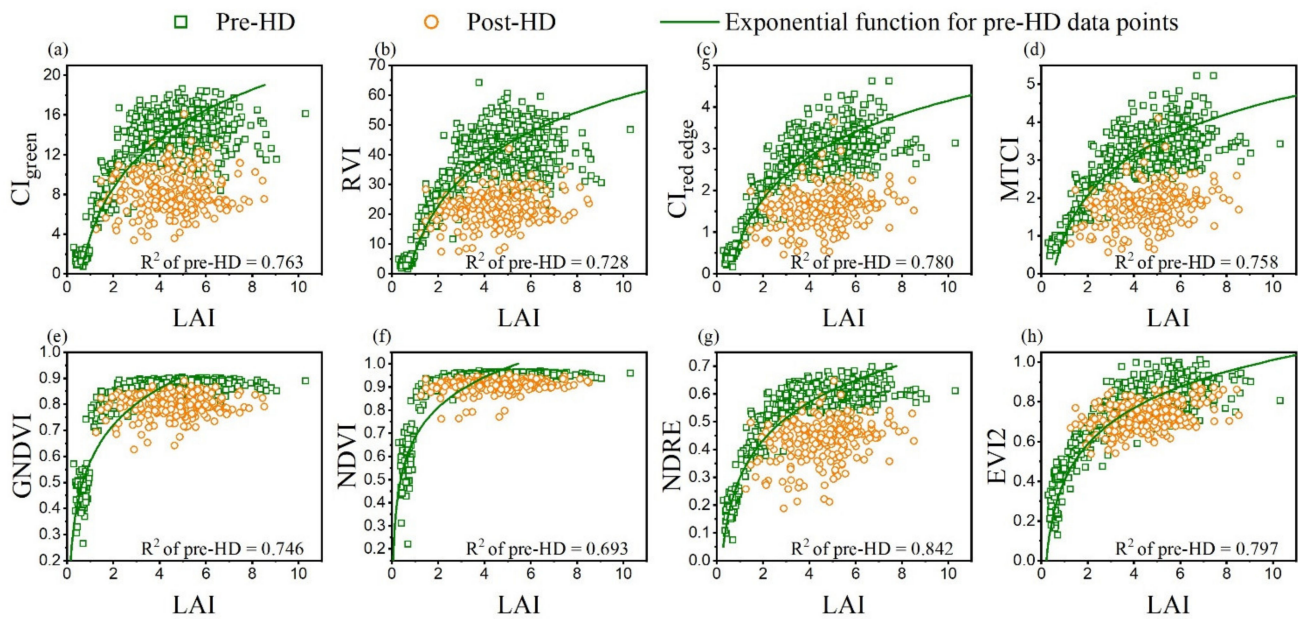 Pre-HD Post-HD Exponential function for pre-HD data points
(a) (b) (c) (d)
CIgreen
20
16
12
8
4
0
R² of pre-HD = 0.763
0 2 4 6 8 10
LAI
RVI
70
60
50
40
30
20
10
0
R² of pre-HD = 0.728
0 2 4 6 8 10
LAI
CIred edge
5
4
3
2
1
0
R² of pre-HD = 0.780
0 2 4 6 8 10
LAI
MTCI
5
4
3
2
1
0
R² of pre-HD = 0.758
0 2 4 6 8 10
LAI
(e) (f) (g) (h)
GNDVI
1.0
0.9
0.8
0.7
0.6
0.5
0.4
0.3
0.2
R² of pre-HD = 0.746
0 2 4 6 8 10
LAI
NDVI
1.0
0.9
0.8
0.7
0.6
0.5
0.4
0.3
0.2
R² of pre-HD = 0.693
0 2 4 6 8 10
LAI
NDRE
0.7
0.6
0.5
0.4
0.3
0.2
0.1
0.0
R² of pre-HD = 0.842
0 2 4 6 8 10
LAI
EVI2
1.0
0.8
0.6
0.4
0.2
0.0
R² of pre-HD = 0.797
0 2 4 6 8 10
LAI